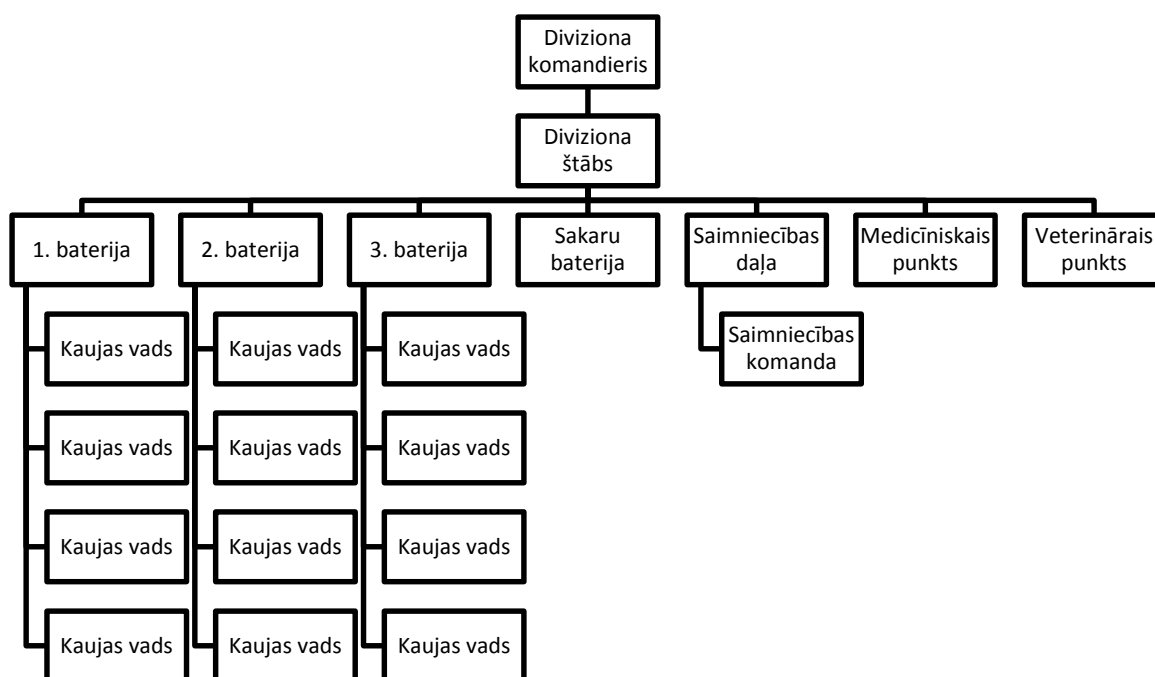 Diviziona
komandieris
Diviziona
štābs
1. baterija
2. baterija
3. baterija
Sakaru
baterija
Saimniecības
daļa
Medicīniskais
punkts
Veterinārais
punkts
Kaujas vads
Kaujas vads
Kaujas vads
Saimniecības
komanda
Kaujas vads
Kaujas vads
Kaujas vads
Kaujas vads
Kaujas vads
Kaujas vads
Kaujas vads
Kaujas vads
Kaujas vads